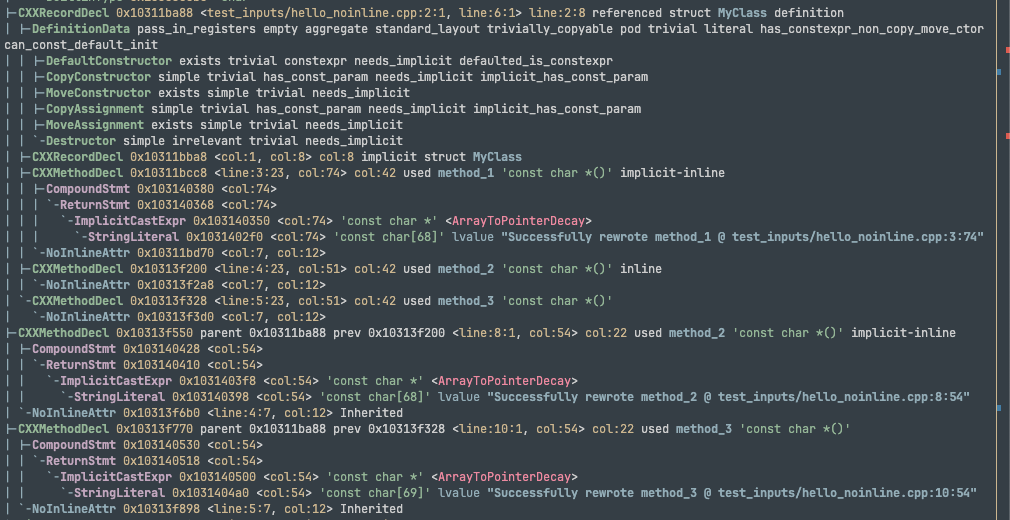 ├─CXXRecordDecl 0x10311ba88 <test_inputs/hello_noinline.cpp:2:1, line:6:1> line:2:8 referenced struct MyClass definition
│ ├─DefinitionData pass_in_registers empty aggregate standard_layout trivially_copyable pod trivial literal has_constexpr_non_copy_move_ctor
can_const_default_init
│ │ ├─DefaultConstructor exists trivial constexpr needs_implicit defaulted_is_constexpr
│ │ ├─CopyConstructor simple trivial has_const_param needs_implicit implicit_has_const_param
│ │ ├─MoveConstructor exists simple trivial needs_implicit
│ │ ├─CopyAssignment simple trivial has_const_param needs_implicit implicit_has_const_param
│ │ ├─MoveAssignment exists simple trivial needs_implicit
│ │ `-Destructor simple irrelevant trivial needs_implicit
│ ├─CXXRecordDecl 0x10311bba8 <col:1, col:8> col:8 implicit struct MyClass
│ ├─CXXMethodDecl 0x10311bcc8 <line:3:23, col:74> col:42 used method_1 'const char *()' implicit-inline
│ │ ├─CompoundStmt 0x103140380 <col:74>
│ │ │ `-ReturnStmt 0x103140368 <col:74>
│ │ │   `-ImplicitCastExpr 0x103140350 <col:74> 'const char *' <ArrayToPointerDecay>
│ │ │     `-StringLiteral 0x1031402f0 <col:74> 'const char[68]' lvalue "Successfully rewrote method_1 @ test_inputs/hello_noinline.cpp:3:74"
│ │ `-NoInlineAttr 0x10311bd70 <col:7, col:12>
│ ├─CXXMethodDecl 0x10313f200 <line:4:23, col:51> col:42 used method_2 'const char *()' inline
│ │ `-NoInlineAttr 0x10313f2a8 <col:7, col:12>
│ `-CXXMethodDecl 0x10313f328 <line:5:23, col:51> col:42 used method_3 'const char *()'
│   `-NoInlineAttr 0x10313f3d0 <col:7, col:12>
├─CXXMethodDecl 0x10313f550 parent 0x10311ba88 prev 0x10313f200 <line:8:1, col:54> col:22 used method_2 'const char *()' implicit-inline
│ ├─CompoundStmt 0x103140428 <col:54>
│ │ `-ReturnStmt 0x103140410 <col:54>
│ │   `-ImplicitCastExpr 0x1031403f8 <col:54> 'const char *' <ArrayToPointerDecay>
│ │     `-StringLiteral 0x103140398 <col:54> 'const char[68]' lvalue "Successfully rewrote method_2 @ test_inputs/hello_noinline.cpp:8:54"
│ `-NoInlineAttr 0x10313f6b0 <line:4:7, col:12> Inherited
├─CXXMethodDecl 0x10313f770 parent 0x10311ba88 prev 0x10313f328 <line:10:1, col:54> col:22 used method_3 'const char *()'
│ ├─CompoundStmt 0x103140530 <col:54>
│ │ `-ReturnStmt 0x103140518 <col:54>
│ │   `-ImplicitCastExpr 0x103140500 <col:54> 'const char *' <ArrayToPointerDecay>
│ │     `-StringLiteral 0x1031404a0 <col:54> 'const char[69]' lvalue "Successfully rewrote method_3 @ test_inputs/hello_noinline.cpp:10:54"
│ `-NoInlineAttr 0x10313f898 <line:5:7, col:12> Inherited